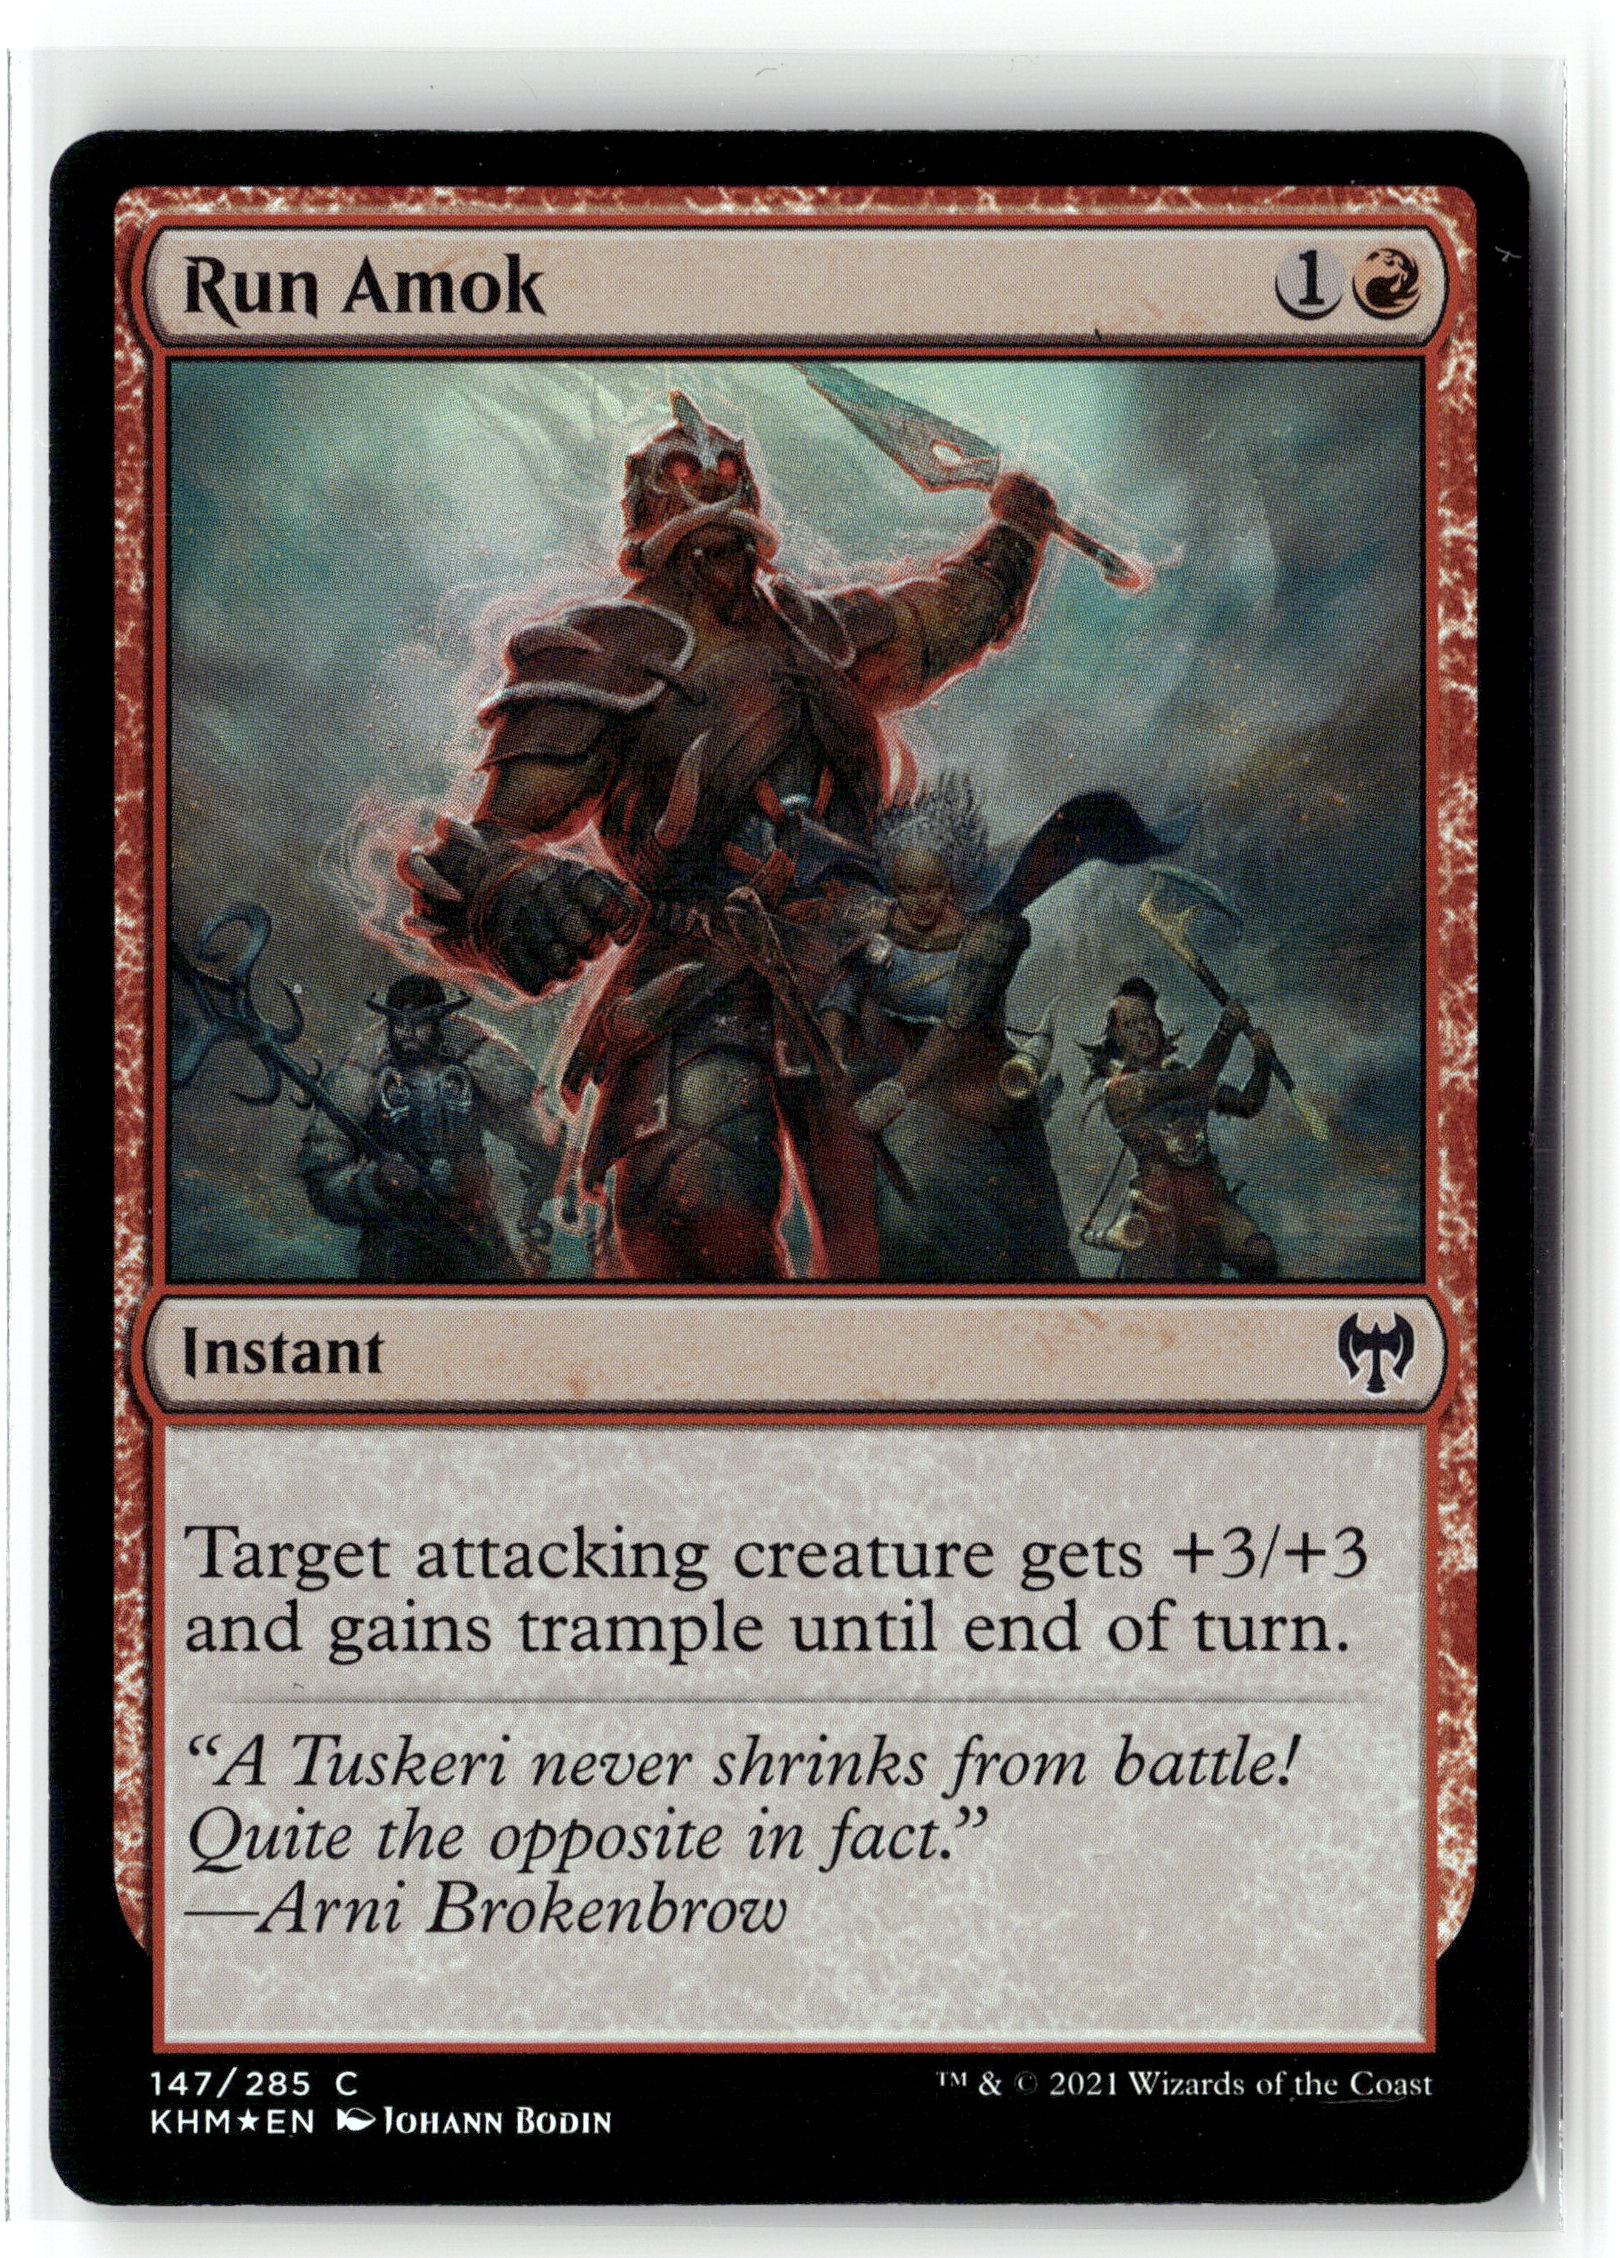 Run Amok
1
Instant
Target attacking creature gets +3/+3
and gains trample until end of turn.
“A Tuskeri never shrinks from battle!
Quite the opposite in fact.”
—Arni Brokenbrow
147/285 C
™ & © 2021 Wizards of the Coast
KHM★EN Johann Bodin